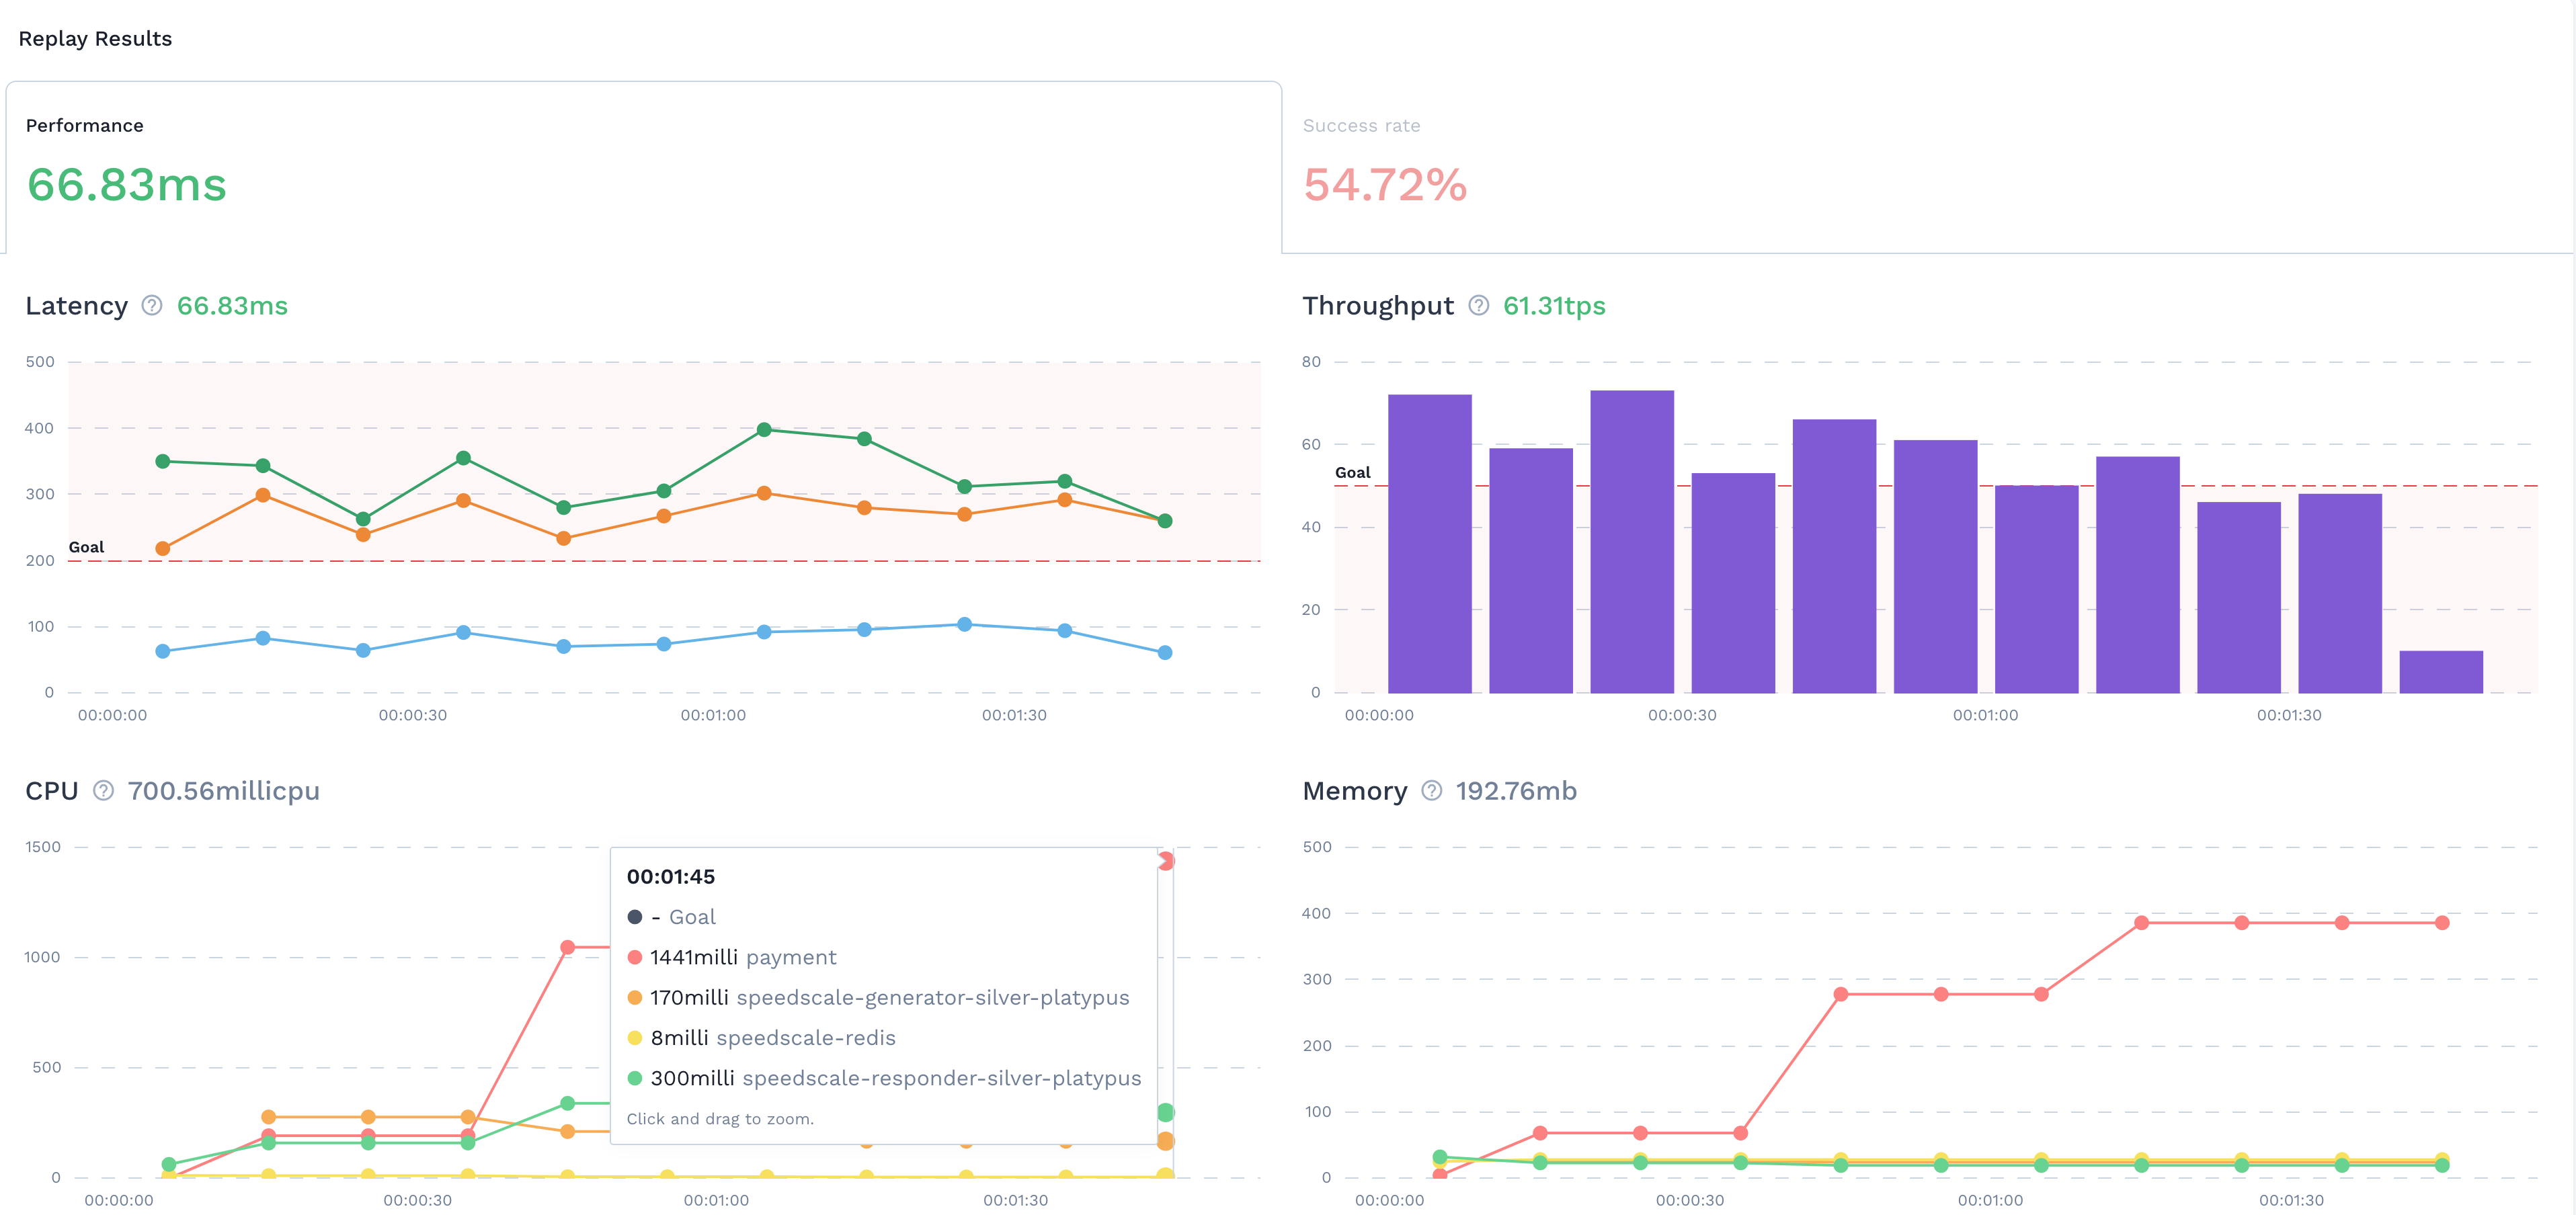 Replay Results
Performance
66.83ms
Success rate
54.72%
Latency ? 66.83ms
500
400
300
Goal
200
100
0
00:00:00 00:00:30 00:01:00 00:01:30
Throughput ? 61.31tps
80
60
Goal
40
20
0
00:00:00 00:00:30 00:01:00 00:01:30
CPU ? 700.56millicpu
1500
1000
500
0
00:00:00 00:00:30 00:01:00 00:01:30
00:01:45
- Goal
1441milli payment
170milli speedscale-generator-silver-platypus
8milli speedscale-redis
300milli speedscale-responder-silver-platypus
Click and drag to zoom.
Memory ? 192.76mb
500
400
300
200
100
0
00:00:00 00:00:30 00:01:00 00:01:30